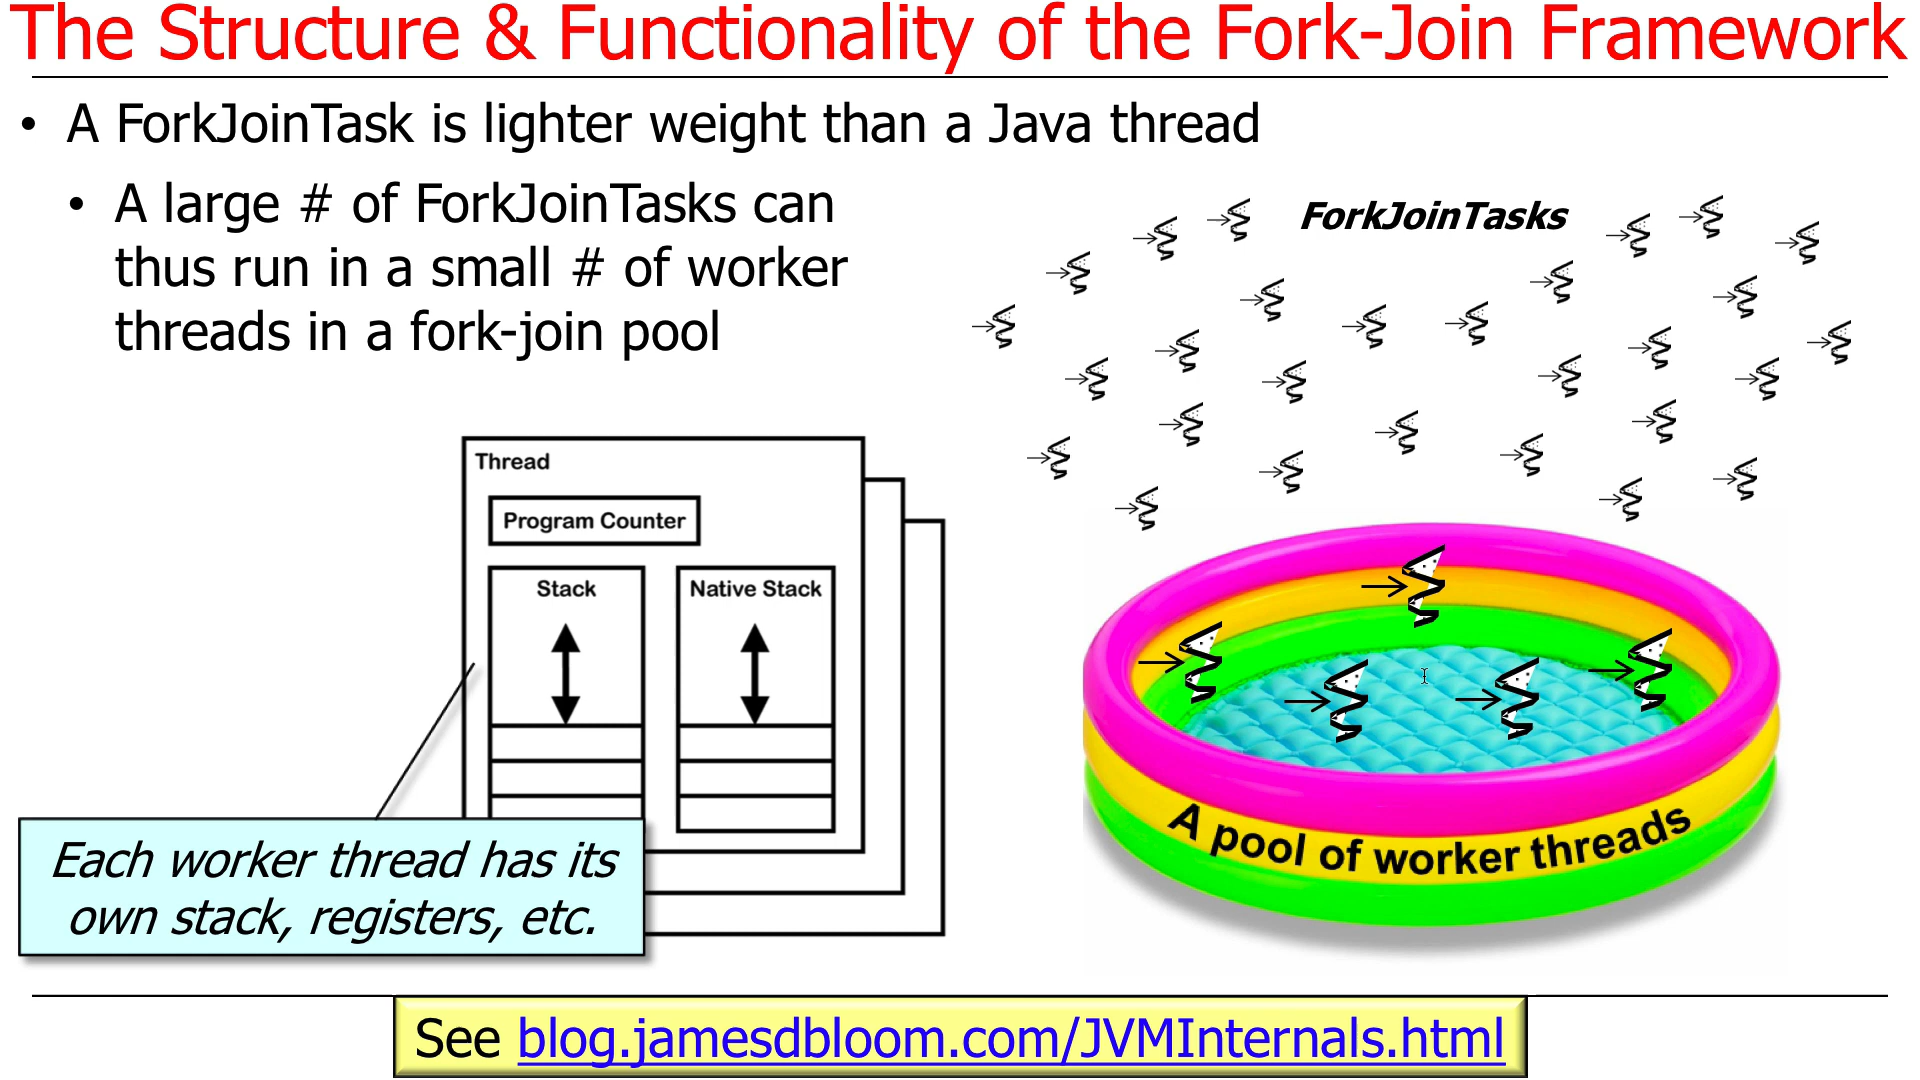 The Structure & Functionality of the Fork-Join Framework
• A ForkJoinTask is lighter weight than a Java thread
• A large # of ForkJoinTasks can
thus run in a small # of worker
threads in a fork-join pool
ForkJoinTasks
Thread
Program Counter
Stack
Native Stack
Each worker thread has its
own stack, registers, etc.
A pool of worker threads
See blog.jamesdbloom.com/JVMInternals.html